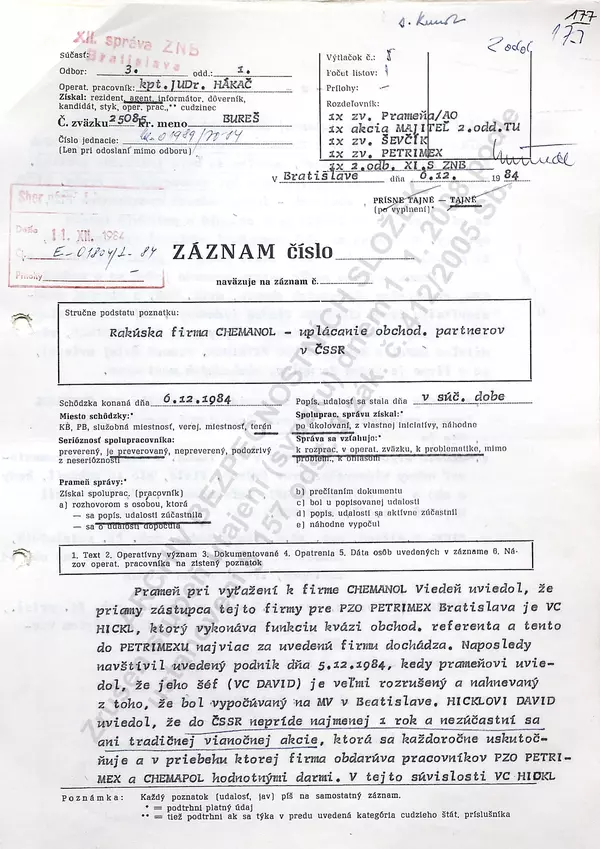 177
XII. správa ZNB
Bratislava
2 odd.
Súčasť:
Odbor: 3. odd.: 1.
Operat. pracovník: kpt.JUDr. HÁKAČ
Získal: rezident, agent, informátor, dôverník,
kandidát, styk, oper. prac.,** cudzinec
Č. zväzku 25085 kr. meno BUREŠ
Číslo jednacie:
(Len pri odoslaní mimo odboru)
Výtlačok č.: 5
Počet listov: 1
Prílohy: -
Rozdeľovník:
1x zv. Prameňa/AO
1x akcia MAJITEĽ 2.odd.TU
1x zv. ŠEVČÍK
1x zv. PETRIMEX
1x 2.odb. XI.S ZNB
v Bratislave dňa 6.12. 1984
PRÍSNE TAJNÉ — TAJNÉ
(po vyplnení)*
Došlo 11. XII. 1984
Č. E-01804/1-84
Prílohy
ZÁZNAM číslo
naväzuje na záznam č.
Stručne podstatu poznatku:
Rakúska firma CHEMANOL - uplácanie obchod. partnerov
v ČSSR
Schôdzka konaná dňa 6.12.1984
Miesto schôdzky:*
KB, PB, služobná miestnosť, verej. miestnosť, terén
Serióznosť spolupracovníka:
preverený, je preverovaný, nepreverený, podozrivý
z neserióznosti
Popis. udalosť sa stala dňa v súč. dobe
Spoluprac. správu získal:*
po úkolovaní, z vlastnej iniciatívy, náhodne
Správa sa vzťahuje:*
k rozprac. v operat. zväzku, k problematike, mimo
problém., k ohlasom
Prameň správy:*
Získal spoluprac. (pracovník)
a) rozhovorom s osobou, ktorá
— sa popis. udalosti zúčastnila
— sa o udalosti dopočula
b) prečítaním dokumentu
c) bol u popisovanej udalosti
d) popis. udalosti sa aktívne zúčastnil
e) náhodne vypočul
1. Text 2. Operatívny význam 3. Dokumentované 4. Opatrenia 5. Dáta osôb uvedených v zázname 6. Ná-
zov operat. pracovníka na zistený poznatok
Prameň pri vyťažení k firme CHEMANOL Viedeň uviedol, že
priamy zástupca tejto firmy pre PZO PETRIMEX Bratislava je VC
HICKL, ktorý vykonáva funkciu kvázi obchod. referenta a tento
do PETRIMEXU najviac za uvedenú firmu dochádza. Naposledy
navštívil uvedený podnik dňa 5.12.1984, kedy prameňovi uvie-
dol, že jeho šéf (VC DAVID) je veľmi rozrušený a nahnevaný
z toho, že bol vypočúvaný na MV v Bratislave. HICKLOVI DAVID
uviedol, že do ČSSR nepríde najmenej 1 rok a nezúčastní sa
ani tradičnej vianočnej akcie, ktorá sa každoročne uskutoč-
ňuje a v priebehu ktorej firma obdarúva pracovníkov PZO PETRI-
MEX a CHEMAPOL hodnotnými darmi. V tejto súvislosti VC HICKL
Poznámka: Každý poznatok (udalosť, jav) píš na samostatný záznam.
* = podtrhni platný údaj
** = tiež podtrhni ak sa týka v predu uvedená kategória cudzieho štát. príslušníka